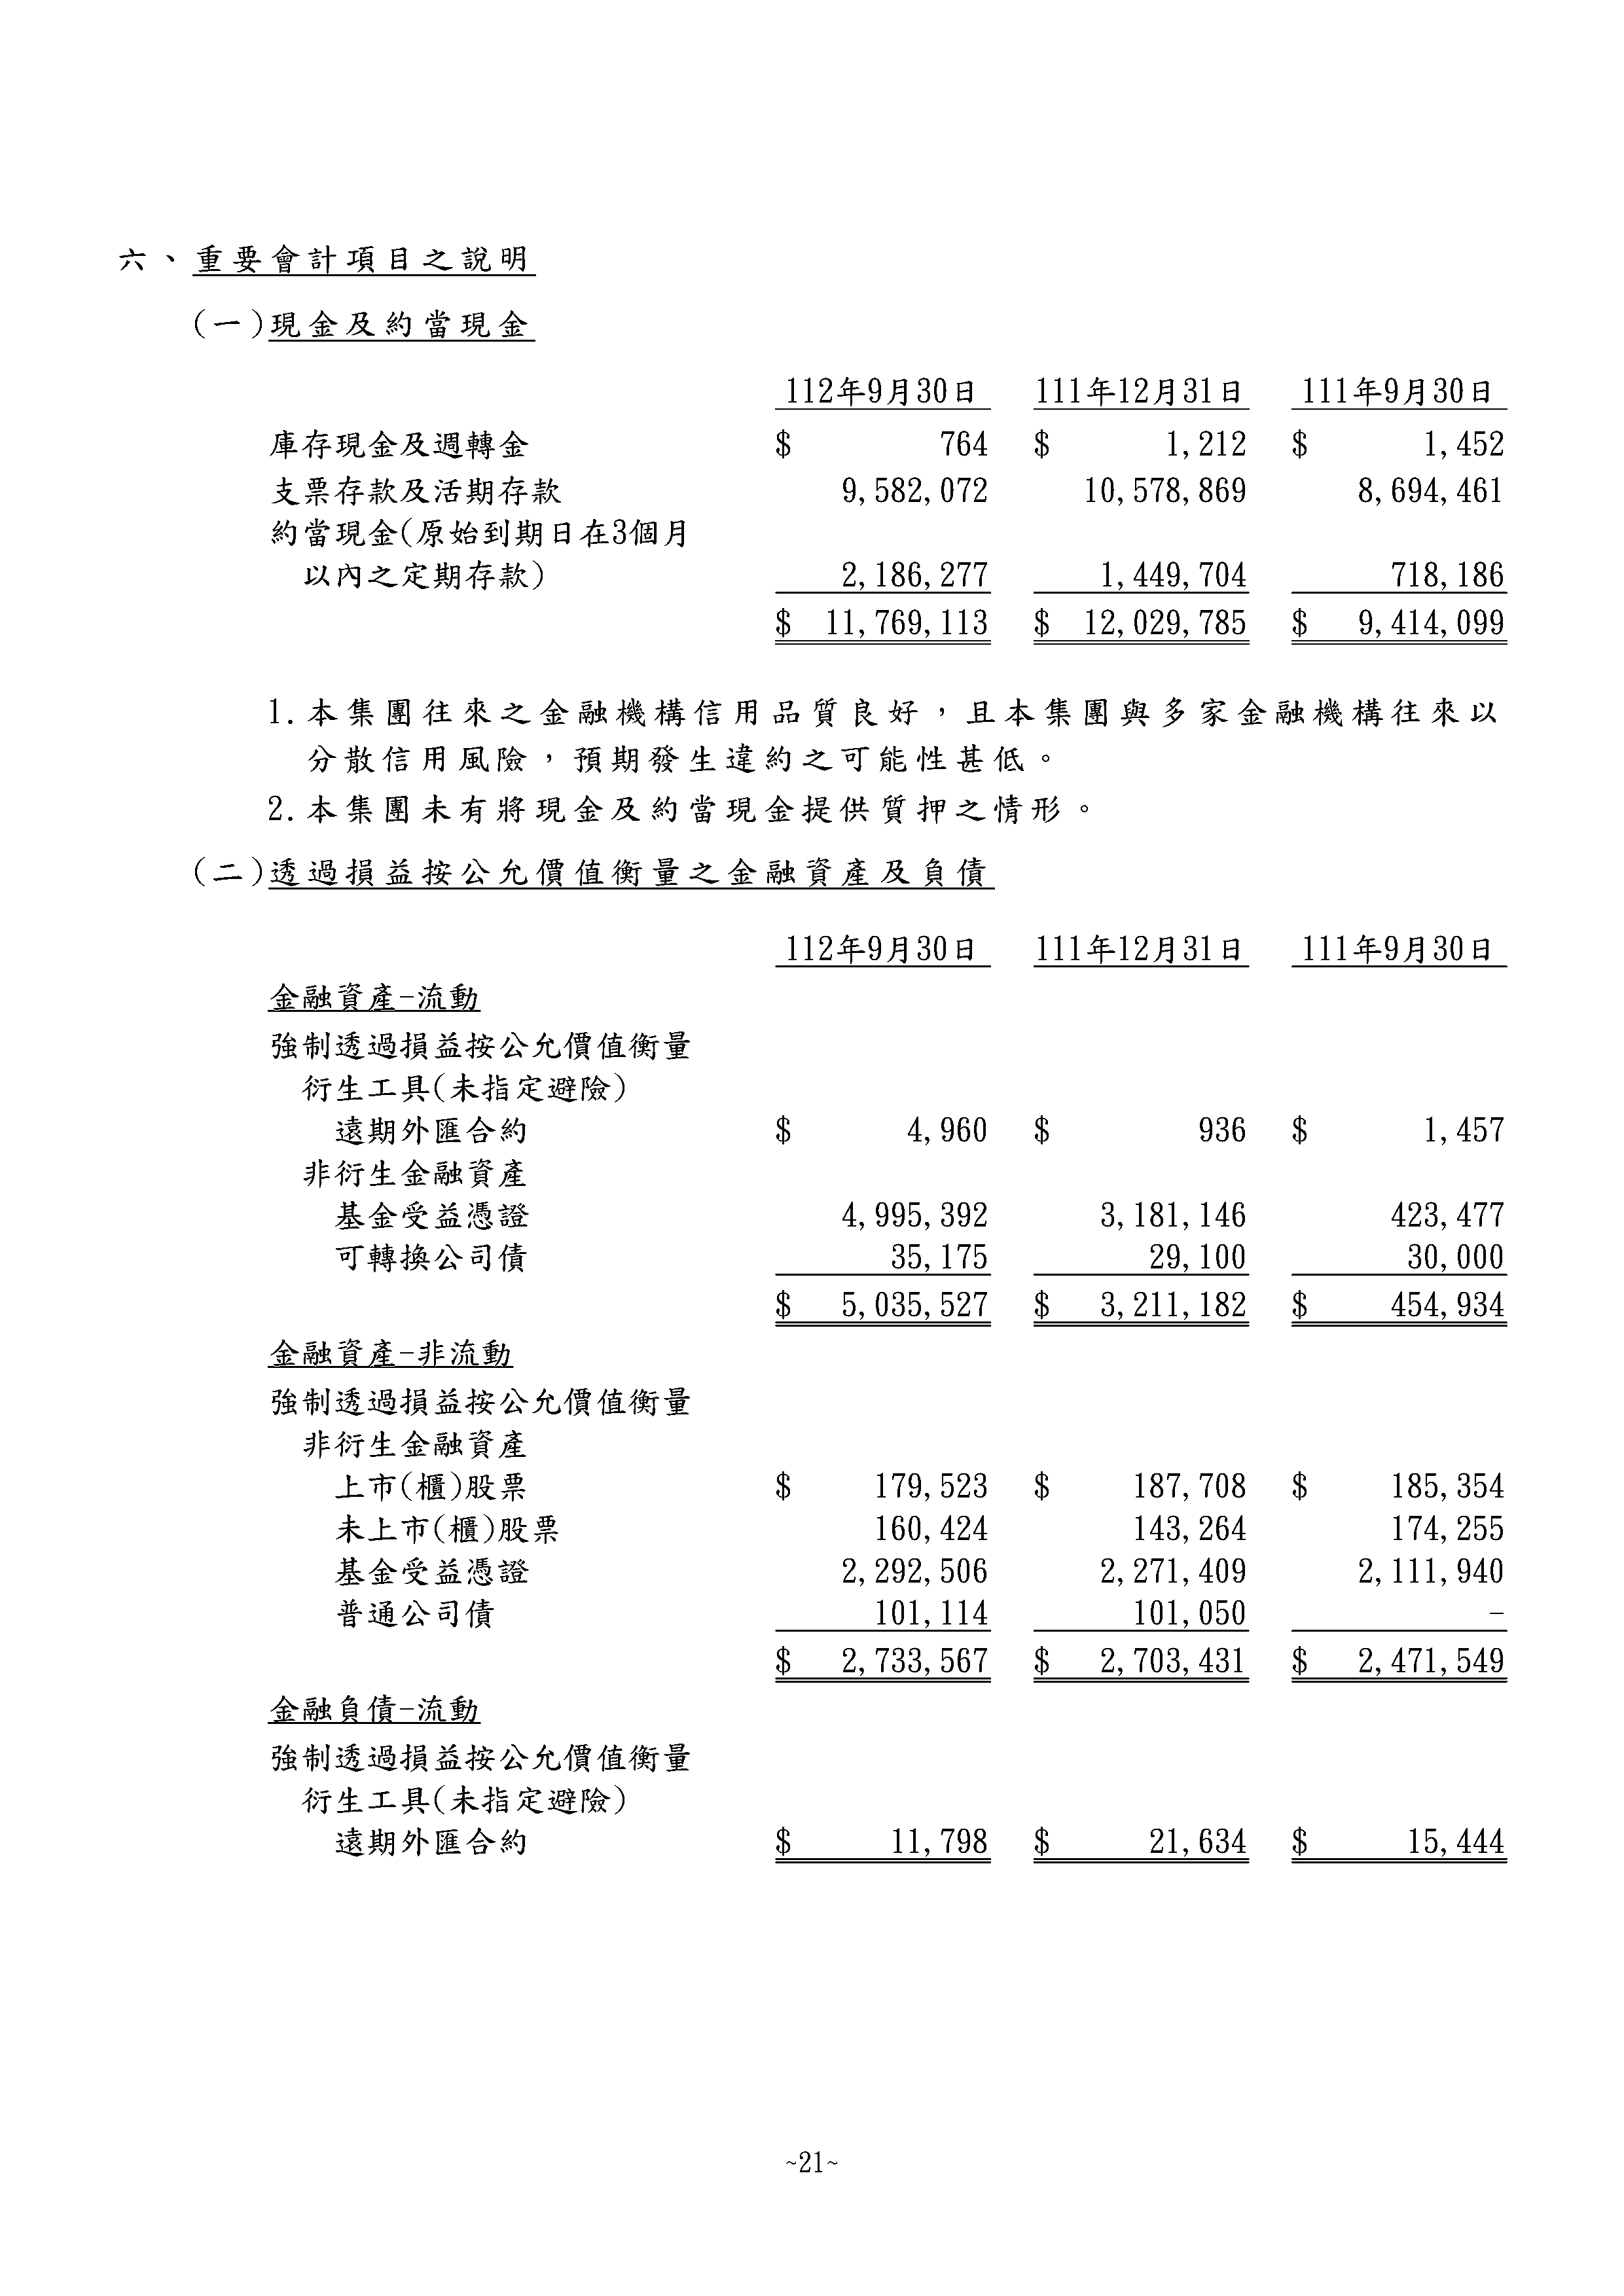 六、重要會計項目之說明
(一)現金及約當現金
112年9月30日 111年12月31日 111年9月30日
庫存現金及週轉金 $ 764 $ 1,212 $ 1,452
支票存款及活期存款 9,582,072 10,578,869 8,694,461
約當現金(原始到期日在3個月
以內之定期存款) 2,186,277 1,449,704 718,186
$ 11,769,113 $ 12,029,785 $ 9,414,099
1.本集團往來之金融機構信用品質良好，且本集團與多家金融機構往來以
分散信用風險，預期發生違約之可能性甚低。
2.本集團未有將現金及約當現金提供質押之情形。
(二)透過損益按公允價值衡量之金融資產及負債
112年9月30日 111年12月31日 111年9月30日
金融資產-流動
強制透過損益按公允價值衡量
衍生工具(未指定避險)
遠期外匯合約 $ 4,960 $ 936 $ 1,457
非衍生金融資產
基金受益憑證 4,995,392 3,181,146 423,477
可轉換公司債 35,175 29,100 30,000
$ 5,035,527 $ 3,211,182 $ 454,934
金融資產-非流動
強制透過損益按公允價值衡量
非衍生金融資產
上市(櫃)股票 $ 179,523 $ 187,708 $ 185,354
未上市(櫃)股票 160,424 143,264 174,255
基金受益憑證 2,292,506 2,271,409 2,111,940
普通公司債 101,114 101,050 -
$ 2,733,567 $ 2,703,431 $ 2,471,549
金融負債-流動
強制透過損益按公允價值衡量
衍生工具(未指定避險)
遠期外匯合約 $ 11,798 $ 21,634 $ 15,444
~21~